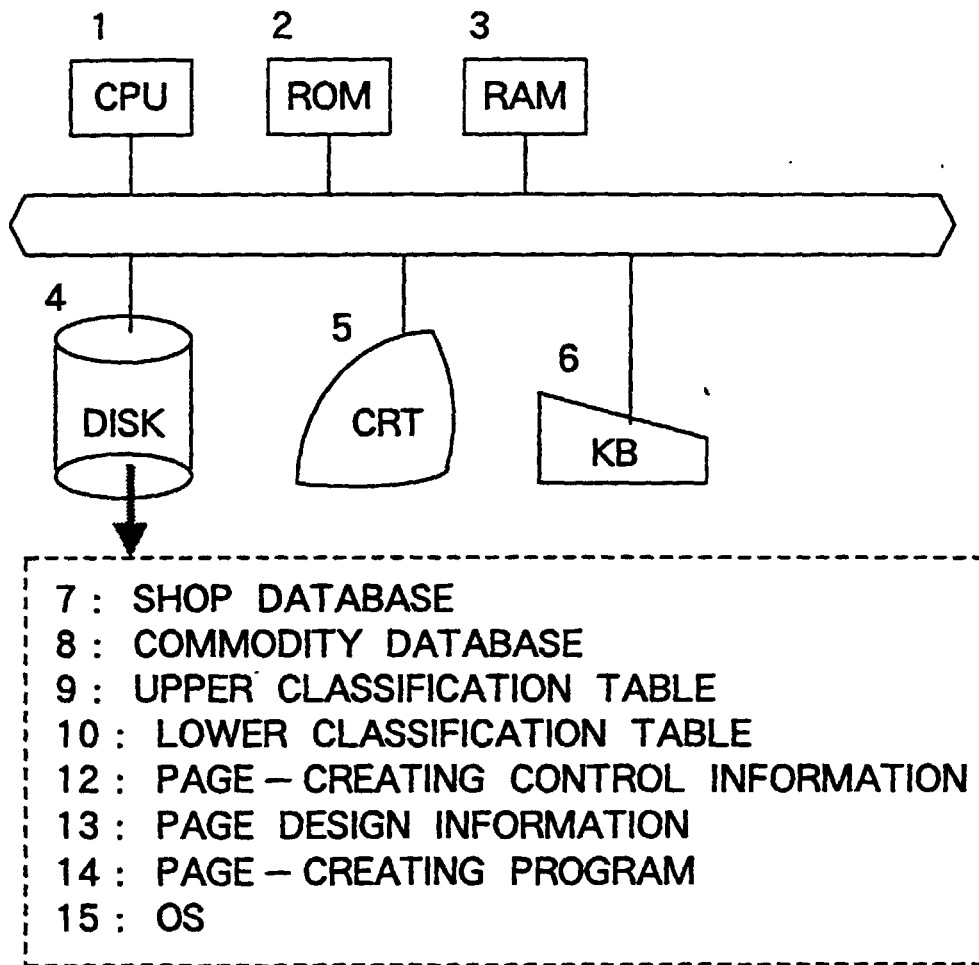 1 2 3
CPU ROM RAM
4 5 6
DISK CRT KB
7 : SHOP DATABASE
8 : COMMODITY DATABASE
9 : UPPER CLASSIFICATION TABLE
10 : LOWER CLASSIFICATION TABLE
12 : PAGE-CREATING CONTROL INFORMATION
13 : PAGE DESIGN INFORMATION
14 : PAGE-CREATING PROGRAM
15 : OS